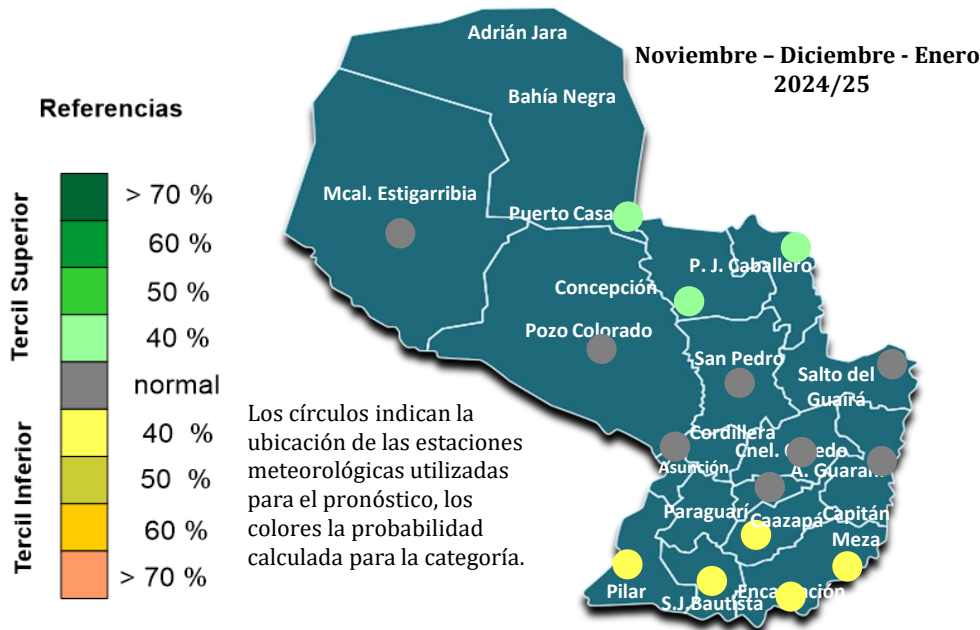 Adrián Jara
Noviembre – Diciembre - Enero
2024/25
Bahía Negra
Referencias
Tercil Superior
> 70 %
60 %
50 %
40 %
normal
Tercil Inferior
40 %
50 %
60 %
> 70 %
Mcal. Estigarribia
Puerto Casa
P. J. Caballero
Concepción
Pozo Colorado
San Pedro
Salto del
Guairá
Los círculos indican la
ubicación de las estaciones
meteorológicas utilizadas
para el pronóstico, los
colores la probabilidad
calculada para la categoría.
Cordillera
Asunción
Cnel.
A.
Paraguarí
Caazapá
Capitán
Meza
Pilar
S.J.Bautista